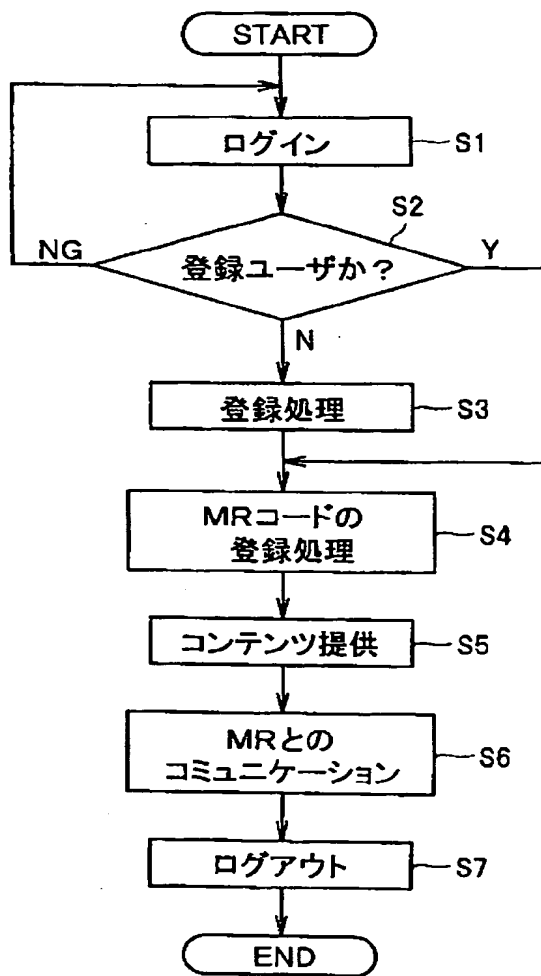 START
ログイン
S1
S2
NG
登録ユーザか?
Y
N
登録処理
S3
MRコードの
登録処理
S4
コンテンツ提供
S5
MRとの
コミュニケーション
S6
ログアウト
S7
END